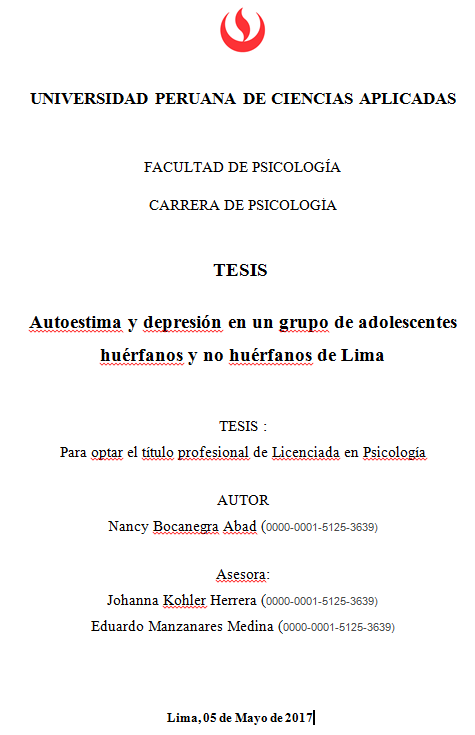 UNIVERSIDAD PERUANA DE CIENCIAS APLICADAS
FACULTAD DE PSICOLOGÍA
CARRERA DE PSICOLOGÍA
TESIS
Autoestima y depresión en un grupo de adolescentes
huérfanos y no huérfanos de Lima
TESIS :
Para optar el título profesional de Licenciada en Psicología
AUTOR
Nancy Bocanegra Abad (0000-0001-5125-3639)
Asesora:
Johanna Kohler Herrera (0000-0001-5125-3639)
Eduardo Manzanares Medina (0000-0001-5125-3639)
Lima, 05 de Mayo de 2017